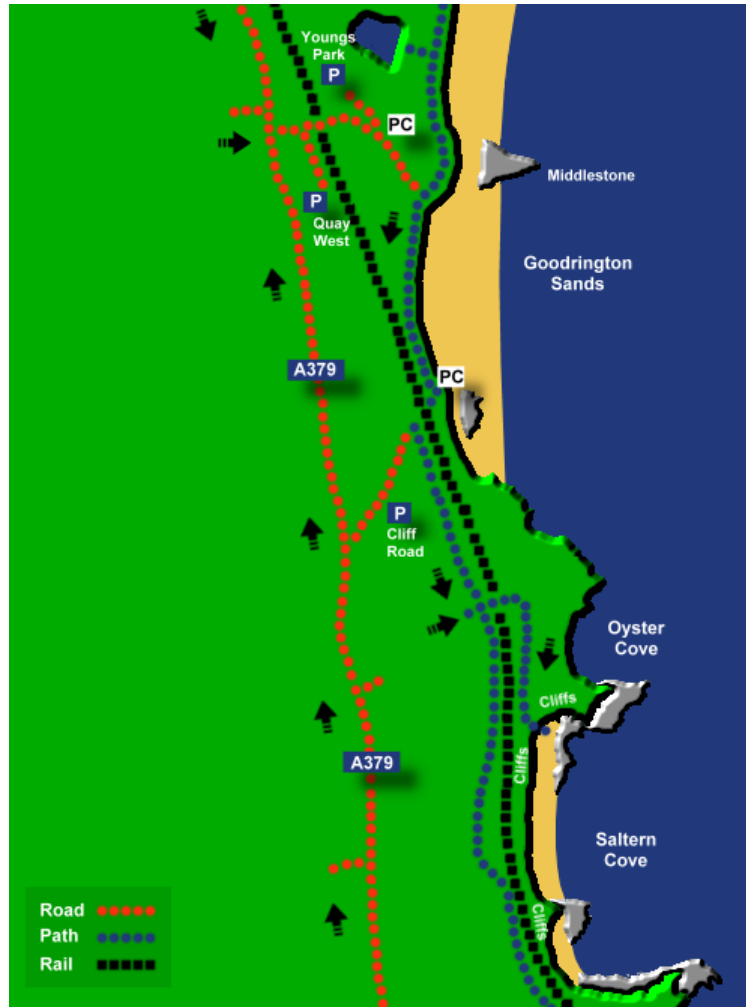 Youngs
Park
P
PC
Middlestone
P
Quay
West
Goodrington
Sands
A379
PC
P
Cliff
Road
Oyster
Cove
Cliffs
A379
Cliffs
Saltern
Cove
Cliffs
Road
Path
Rail